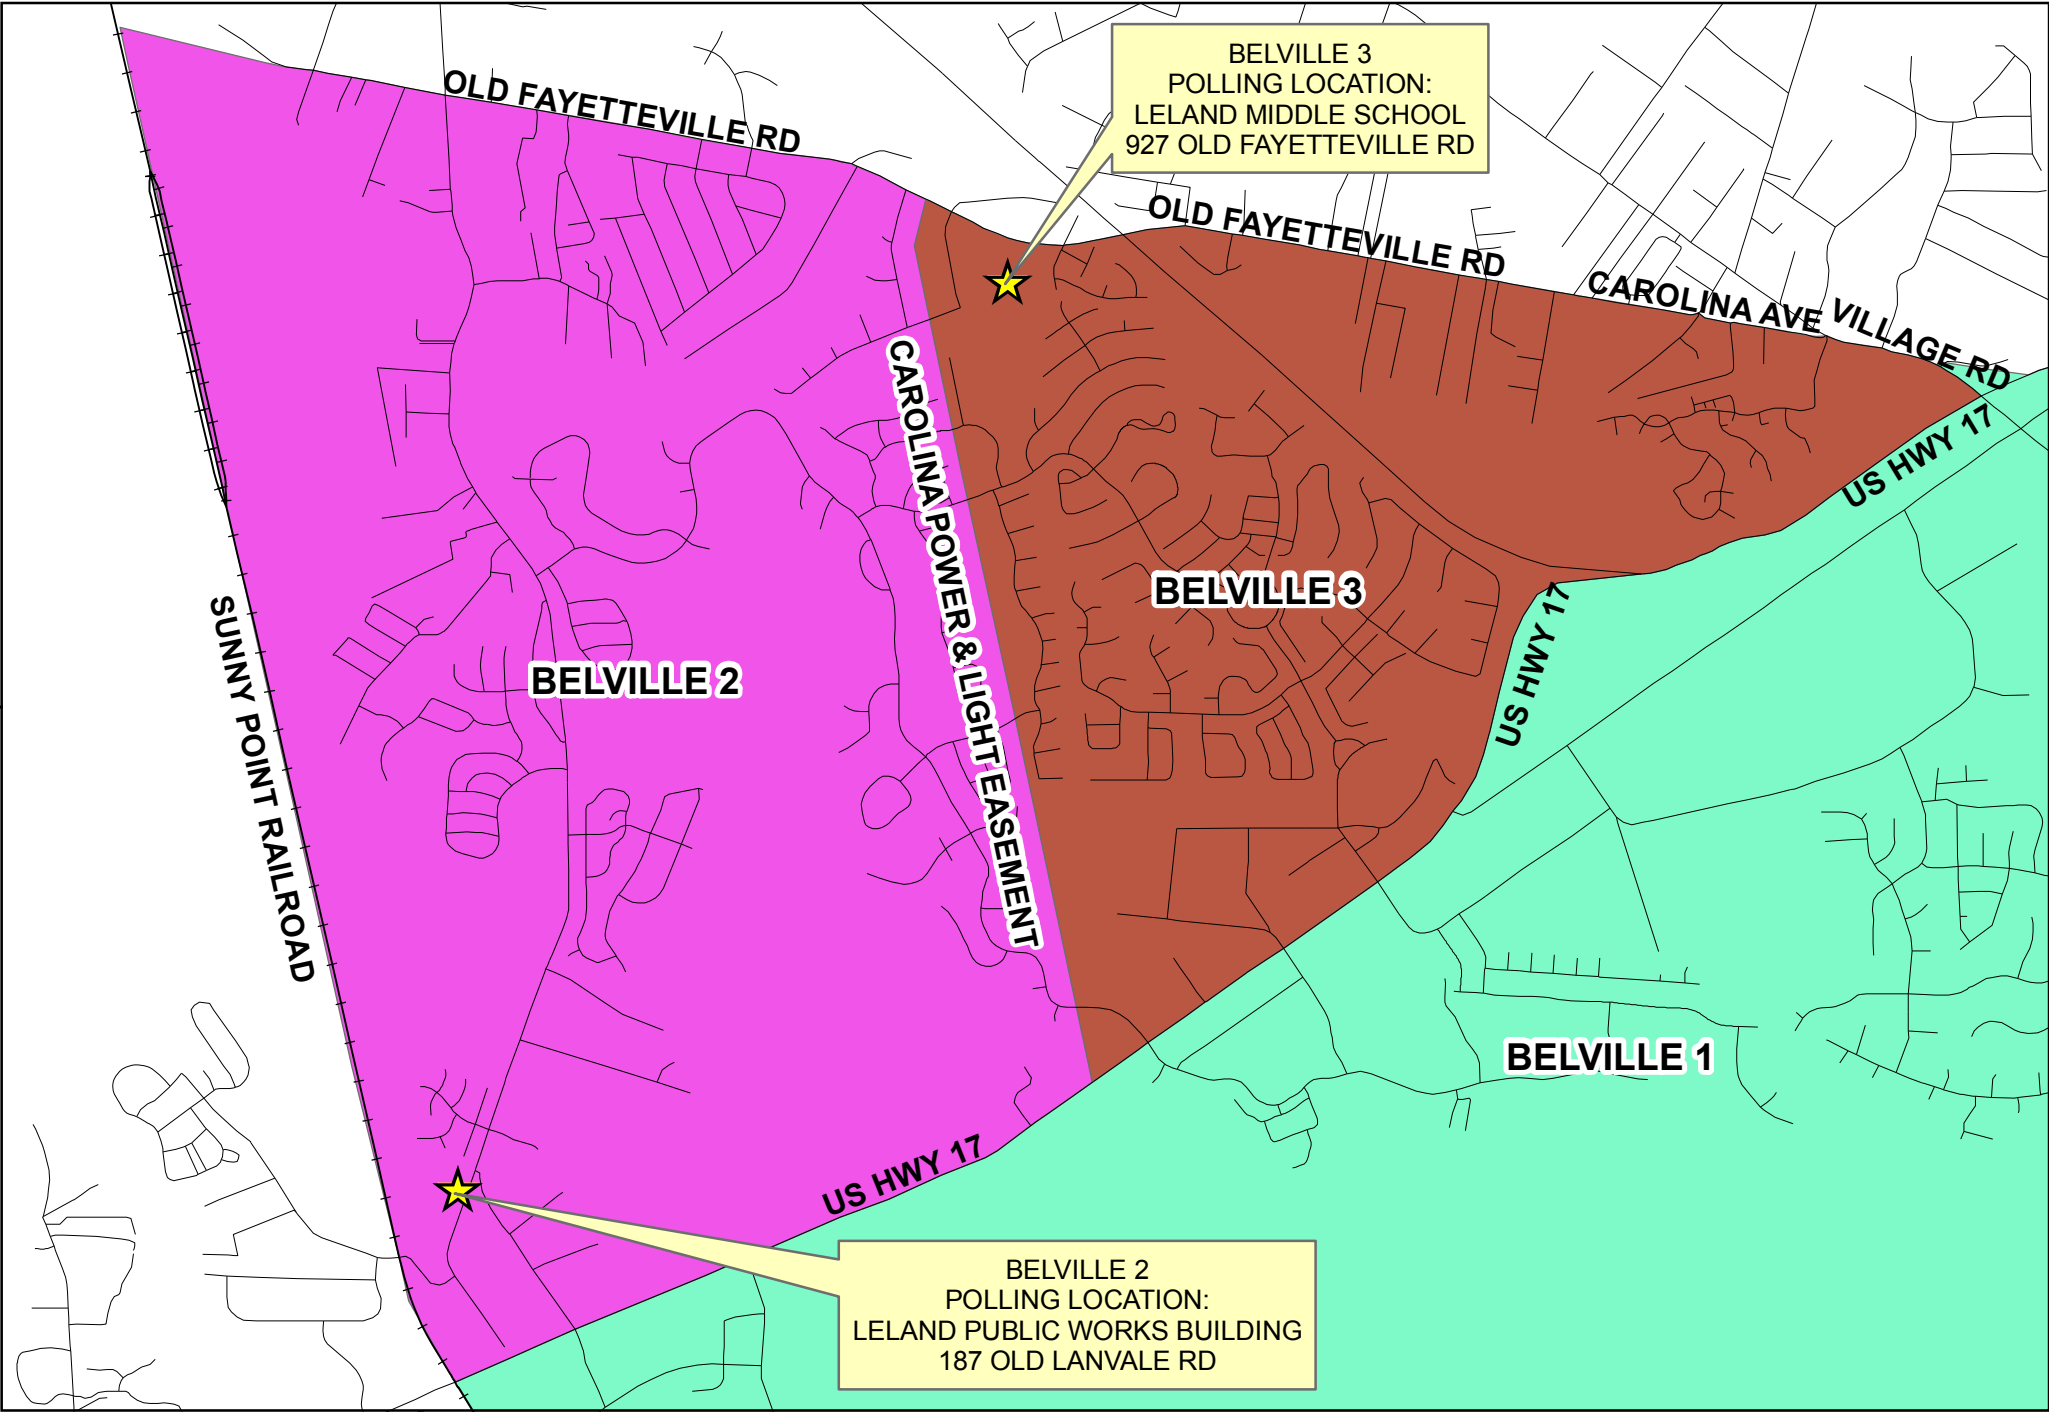 BELVILLE 3
POLLING LOCATION:
LELAND MIDDLE SCHOOL
927 OLD FAYETTEVILLE RD
OLD FAYETTEVILLE RD
OLD FAYETTEVILLE RD
CAROLINA AVE
VILLAGE RD
US HWY 17
CAROLINA POWER & LIGHT EASEMENT
BELVILLE 3
US HWY 17
SUNNY POINT RAILROAD
BELVILLE 2
BELVILLE 1
US HWY 17
BELVILLE 2
POLLING LOCATION:
LELAND PUBLIC WORKS BUILDING
187 OLD LANVALE RD